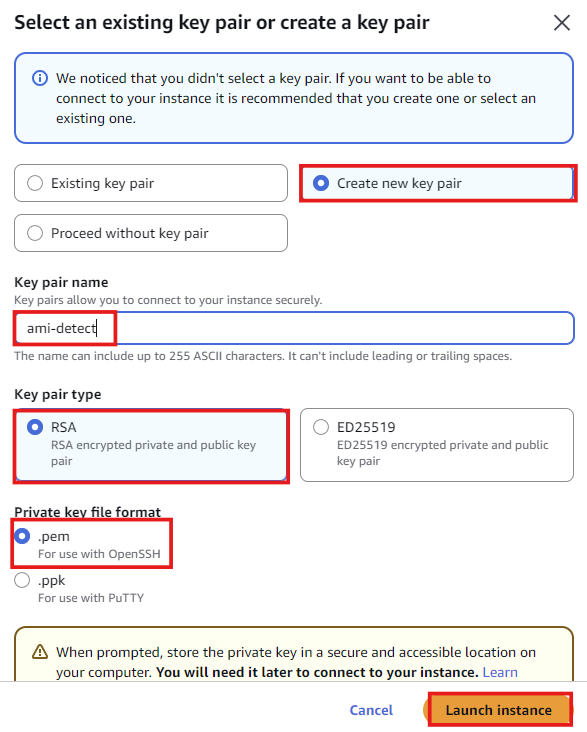 Select an existing key pair or create a key pair
We noticed that you didn't select a key pair. If you want to be able to
connect to your instance it is recommended that you create one or select an
existing one.
Existing key pair
Create new key pair
Proceed without key pair
Key pair name
Key pairs allow you to connect to your instance securely.
ami-detect
The name can include up to 255 ASCII characters. It can't include leading or trailing spaces.
Key pair type
RSA
RSA encrypted private and public key
pair
ED25519
ED25519 encrypted private and public
key pair
Private key file format
.pem
For use with OpenSSH
.ppk
For use with PuTTY
When prompted, store the private key in a secure and accessible location on
your computer. You will need it later to connect to your instance. Learn
Cancel
Launch instance